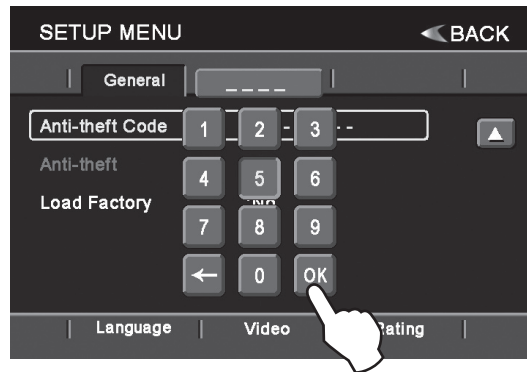 SETUP MENU BACK
General
_ _ _ _
Anti-theft Code 1 2 - 3 - -
Anti-theft 4 5 6
Load Factory
7 8 9
← 0 OK
Language Video Rating